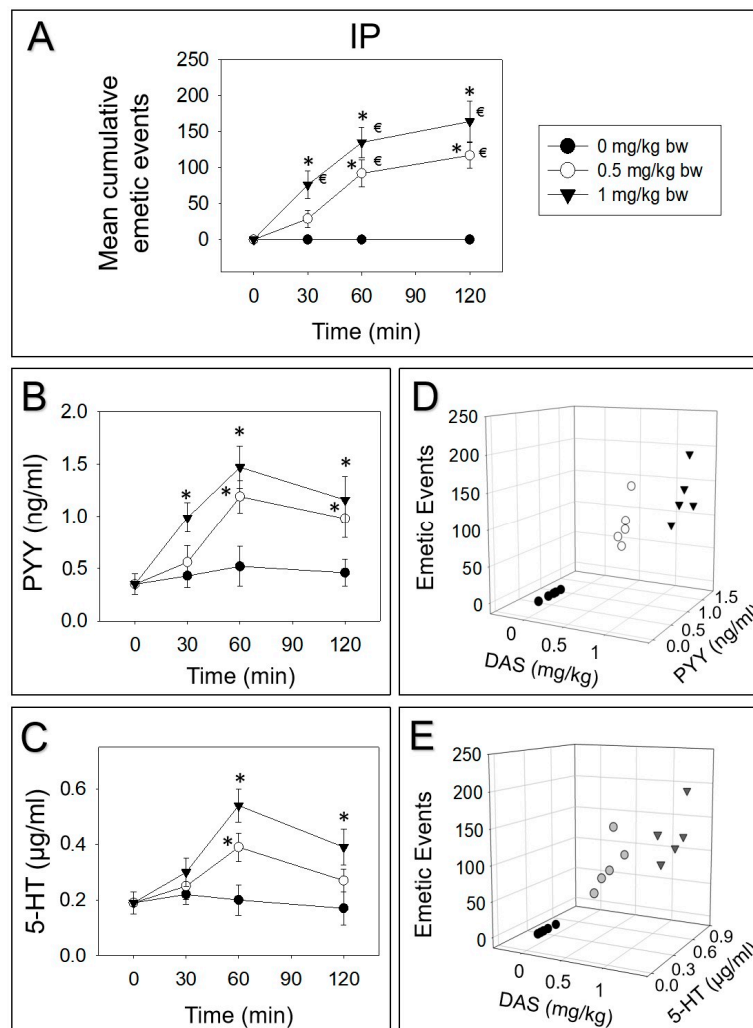 A
IP
Mean cumulative
emetic events
250
200
150
100
50
0
* € * € * €
* € * €
0 30 60 90 120
Time (min)
0 mg/kg bw
0.5 mg/kg bw
1 mg/kg bw
B
PYY (ng/ml)
2.0
1.5
1.0
0.5
0.0
* * *
* *
0 30 60 90 120
Time (min)
D
Emetic Events
250
200
150
100
50
0
0 0.5 1
DAS (mg/kg)
0.0 0.5 1.0 1.5
PYY (ng/ml)
C
5-HT (µg/ml)
0.6
0.4
0.2
0.0
* *
*
0 30 60 90 120
Time (min)
E
Emetic Events
250
200
150
100
50
0
0 0.5 1
DAS (mg/kg)
0.0 0.3 0.6 0.9
5-HT (µg/ml)